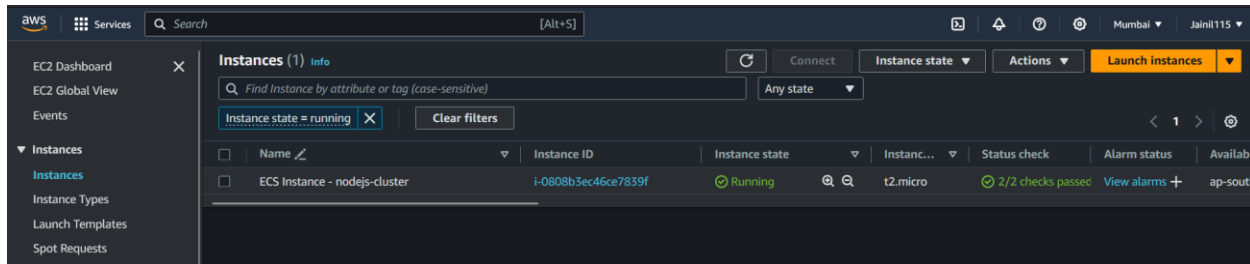 aws Services Search [Alt+S] Mumbai Jainil115
EC2 Dashboard
EC2 Global View
Events
Instances
Instances
Instance Types
Launch Templates
Spot Requests
Instances (1) Info Connect Instance state Actions Launch instances
Find Instance by attribute or tag (case-sensitive) Any state
Instance state = running Clear filters
1
Name Instance ID Instance state Instanc... Status check Alarm status Availab
ECS Instance - nodejs-cluster i-0808b3ec46ce7839f Running t2.micro 2/2 checks passed View alarms + ap-sout